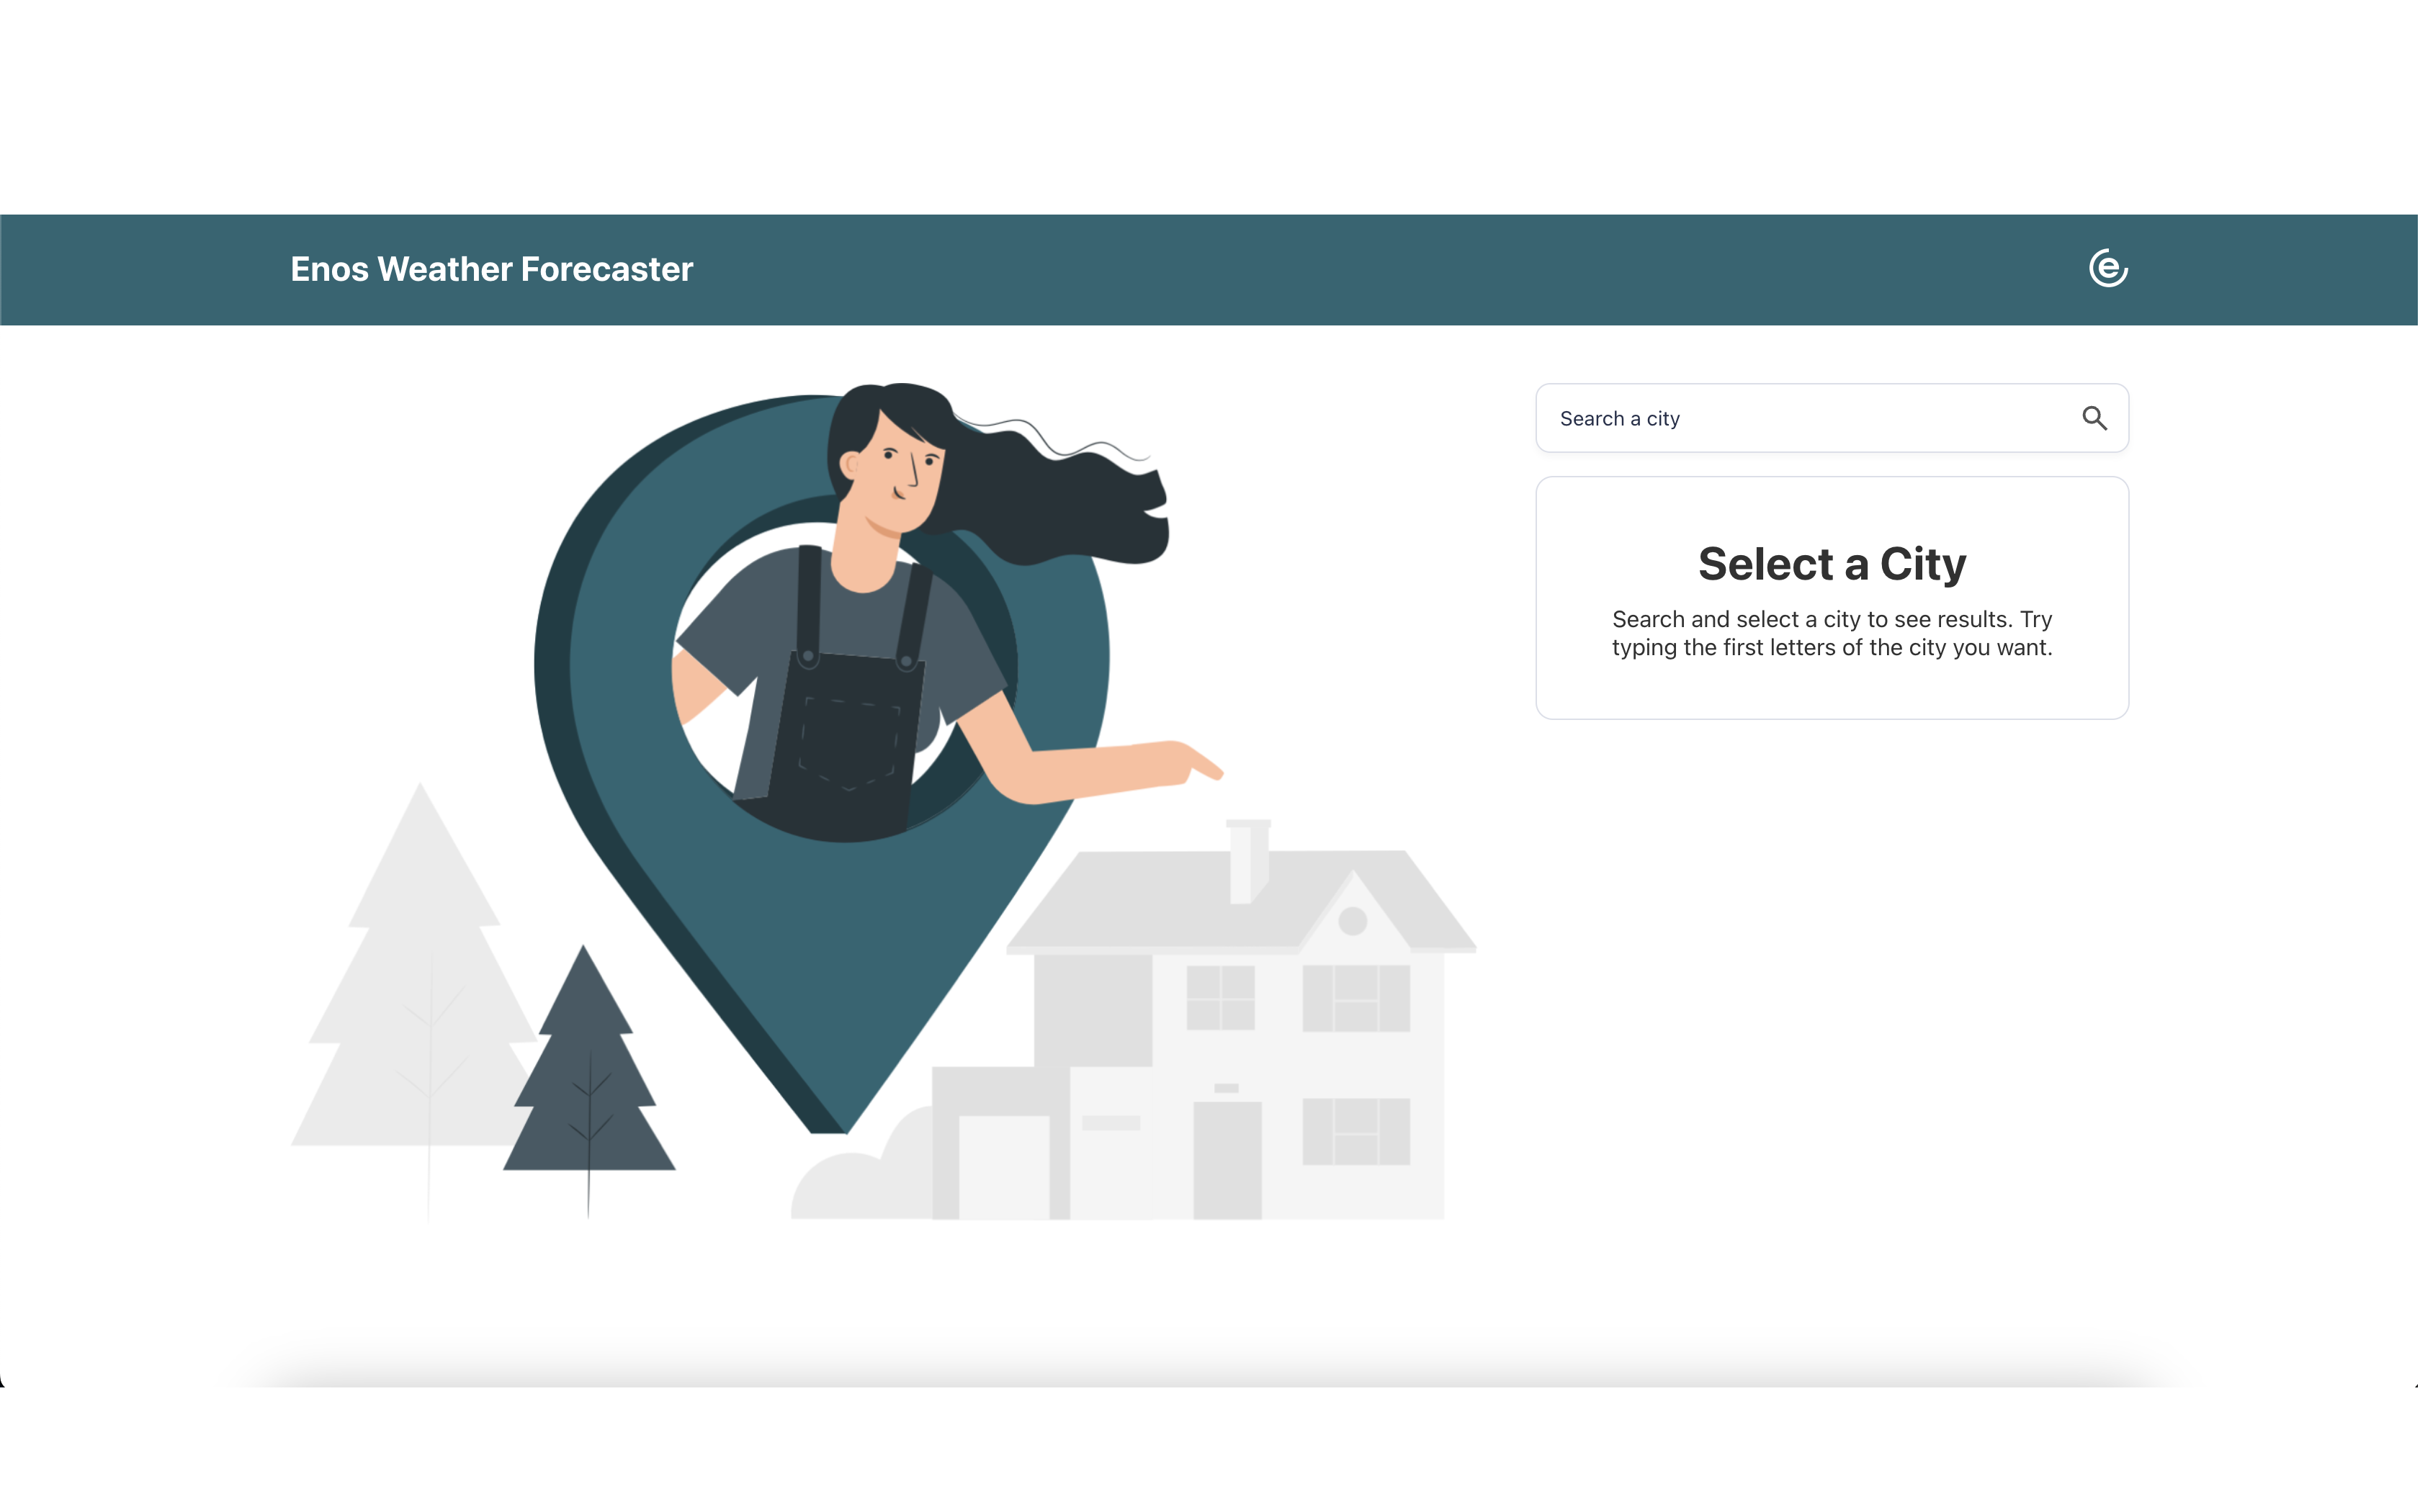 Enos Weather Forecaster
e
Search a city
Select a City
Search and select a city to see results. Try
typing the first letters of the city you want.